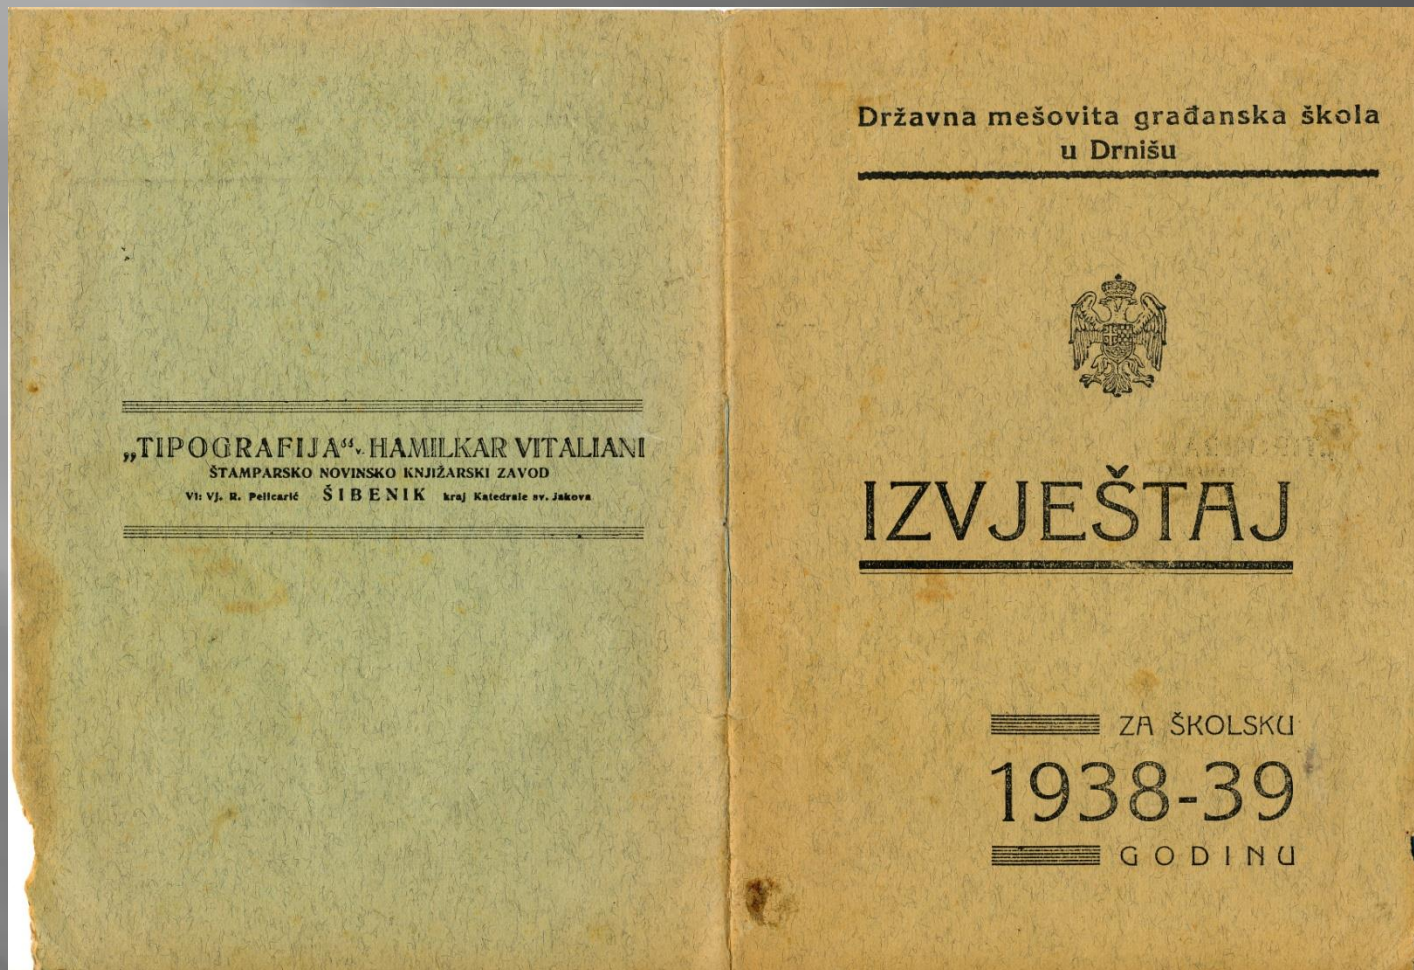 „TIPOGRAFIJA“ v. HAMILKAR VITALIANI
ŠTAMPARSKO NOVINSKO KNJIŽARSKI ZAVOD
Vl: Vj. R. Pelicarić ŠIBENIK kraj Katedrale sv. Jakova
Državna mešovita građanska škola
u Drnišu
IZVJEŠTAJ
ZA ŠKOLSKU
1938-39
GODINU